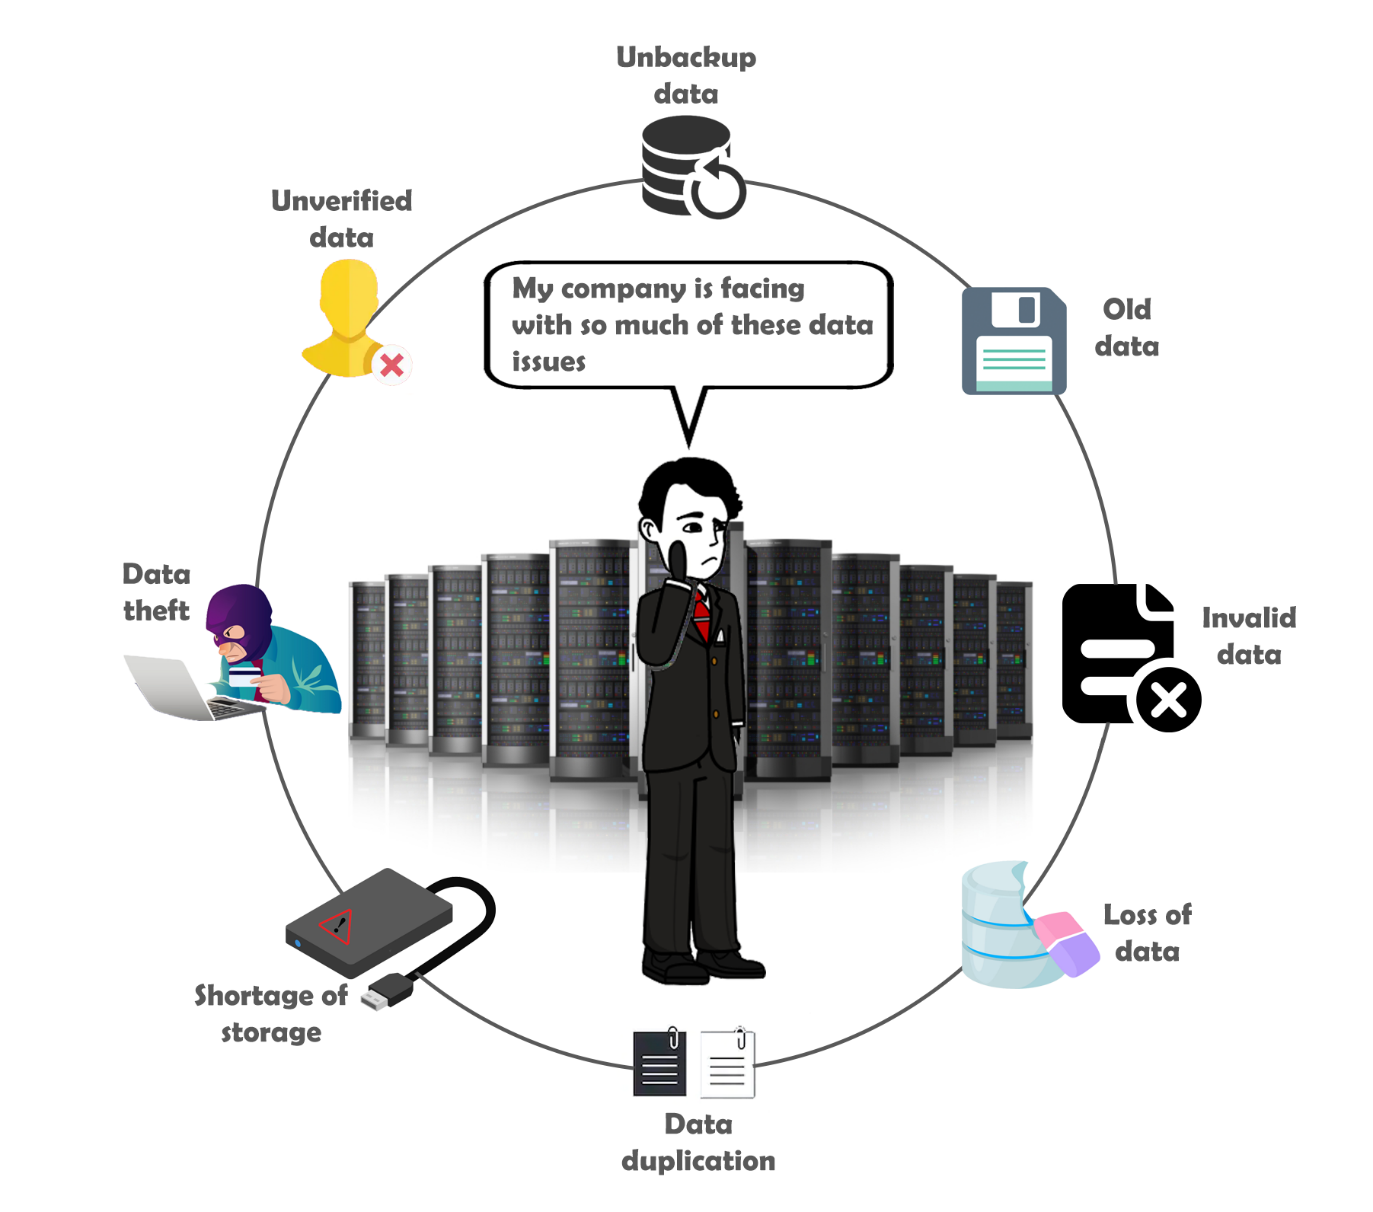 Unbackup
data
Unverified
data
My company is facing
with so much of these data
issues
Old
data
Data
theft
Invalid
data
Loss of
data
Shortage of
storage
Data
duplication